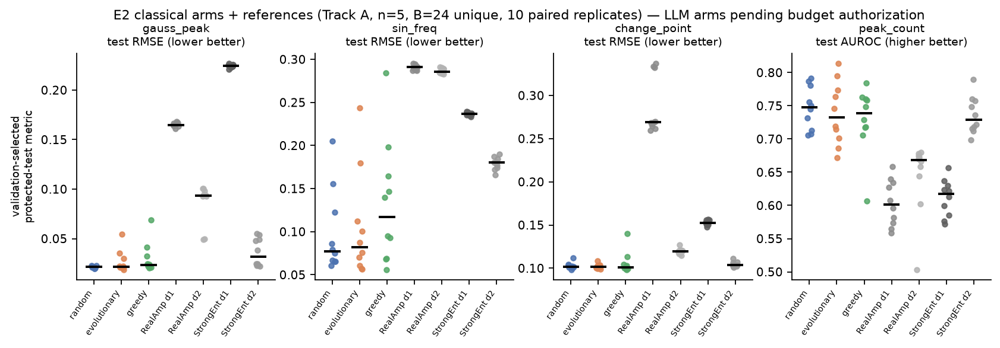 E2 classical arms + references (Track A, n=5, B=24 unique, 10 paired replicates) — LLM arms pending budget authorization
gauss_peak
test RMSE (lower better)
sin_freq
test RMSE (lower better)
change_point
test RMSE (lower better)
peak_count
test AUROC (higher better)
validation-selected
protected-test metric
0.20
0.15
0.10
0.05
random
evolutionary
greedy
RealAmp d1
RealAmp d2
StrongEnt d1
StrongEnt d2
0.30
0.25
0.20
0.15
0.10
0.05
random
evolutionary
greedy
RealAmp d1
RealAmp d2
StrongEnt d1
StrongEnt d2
0.30
0.25
0.20
0.15
0.10
random
evolutionary
greedy
RealAmp d1
RealAmp d2
StrongEnt d1
StrongEnt d2
0.80
0.75
0.70
0.65
0.60
0.55
0.50
random
evolutionary
greedy
RealAmp d1
RealAmp d2
StrongEnt d1
StrongEnt d2